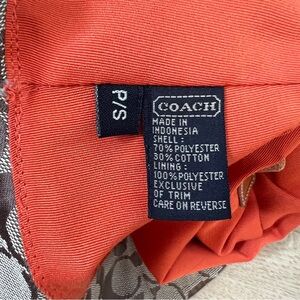 P/S
COACH
MADE IN
INDONESIA
SHELL:
70% POLYESTER
30% COTTON
LINING:
100% POLYESTER
EXCLUSIVE
OF TRIM
CARE ON REVERSE